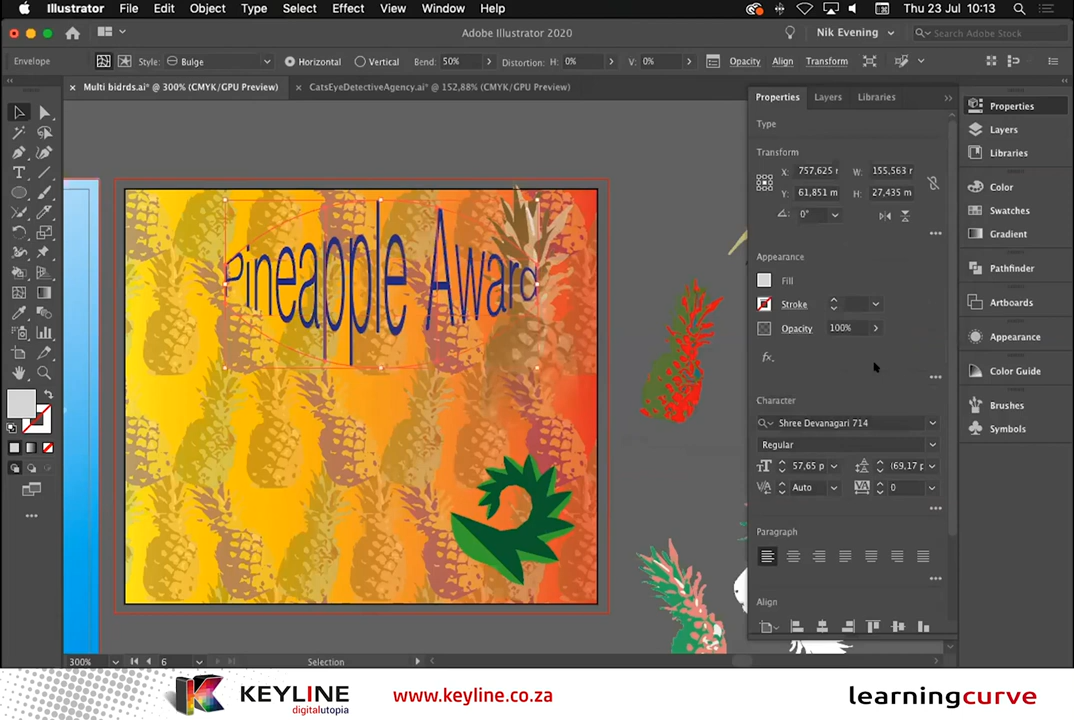 Illustrator File Edit Object Type Select Effect View Window Help Thu 23 Jul 10:13
Adobe Illustrator 2020 Nik Evening Search Adobe Stock
Envelope Style: Bulge Horizontal Vertical Bend: 50% Distortion: H: 0% V: 0% Opacity Align Transform
Multi bidrds.ai* @ 300% (CMYK/GPU Preview) CatsEyeDetectiveAgency.ai* @ 152,88% (CMYK/GPU Preview)
Properties Layers Libraries
Properties
Type
Layers
Transform
Libraries
X: 757,625 W: 155,563
Color
Y: 61,851 m H: 27,435 m
Swatches
0°
Gradient
Appearance
Pathfinder
Fill
Artboards
Stroke
Opacity 100%
Appearance
fx.
Color Guide
Character
Brushes
Shree Devanagari 714
Symbols
Regular
57,65 p (69,17 p
Auto 0
Paragraph
Align
Pineapple Award
300% 6 Selection
KEYLINE
digitalutopia
www.keyline.co.za
learningcurve